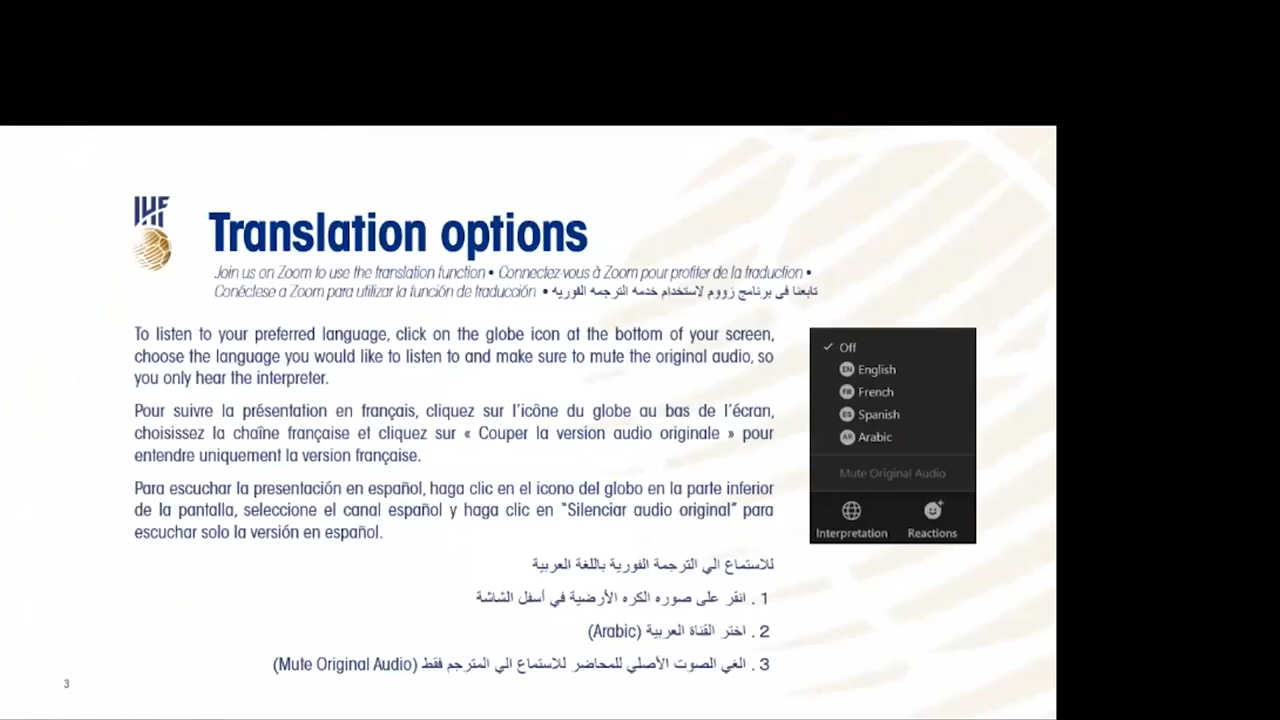 IHF
Translation options
Join us on Zoom to use the translation function • Connectez-vous à Zoom pour profiter de la traduction •
Conéctese a Zoom para utilizar la función de traducción • تابعنا في برنامج زووم لاستخدام خدمه الترجمه الفوريه
To listen to your preferred language, click on the globe icon at the bottom of your screen,
choose the language you would like to listen to and make sure to mute the original audio, so
you only hear the interpreter.
Pour suivre la présentation en français, cliquez sur l'icône du globe au bas de l'écran,
choisissez la chaîne française et cliquez sur « Couper la version audio originale » pour
entendre uniquement la version française.
Para escuchar la presentación en español, haga clic en el icono del globo en la parte inferior
de la pantalla, seleccione el canal español y haga clic en "Silenciar audio original" para
escuchar solo la versión en español.
للاستماع الي الترجمة الفورية باللغة العربية
1 . انقر على صوره الكره الأرضية في أسفل الشاشة
2 . اختر القناة العربية (Arabic)
3 . الغي الصوت الأصلي للمحاضر للاستماع الي المترجم فقط (Mute Original Audio)
Off
EN English
FR French
ES Spanish
AR Arabic
Mute Original Audio
Interpretation Reactions
3